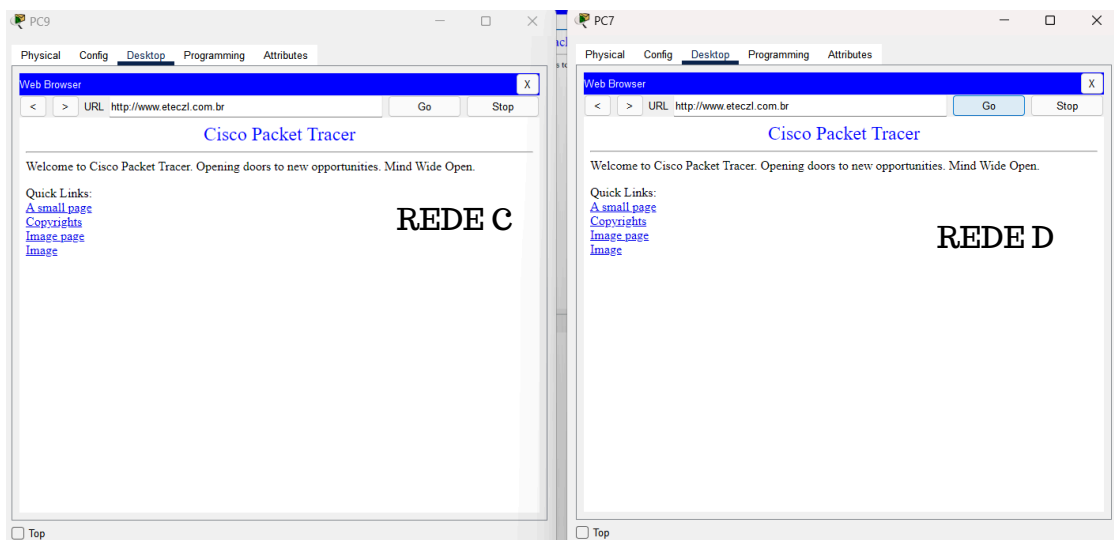 PC9
Physical Config Desktop Programming Attributes
Web Browser X
< > URL http://www.eteczl.com.br Go Stop
Cisco Packet Tracer
Welcome to Cisco Packet Tracer. Opening doors to new opportunities. Mind Wide Open.
Quick Links:
A small page
Copyrights
Image page
Image
REDE C
Top
PC7
Physical Config Desktop Programming Attributes
Web Browser X
< > URL http://www.eteczl.com.br Go Stop
Cisco Packet Tracer
Welcome to Cisco Packet Tracer. Opening doors to new opportunities. Mind Wide Open.
Quick Links:
A small page
Copyrights
Image page
Image
REDE D
Top